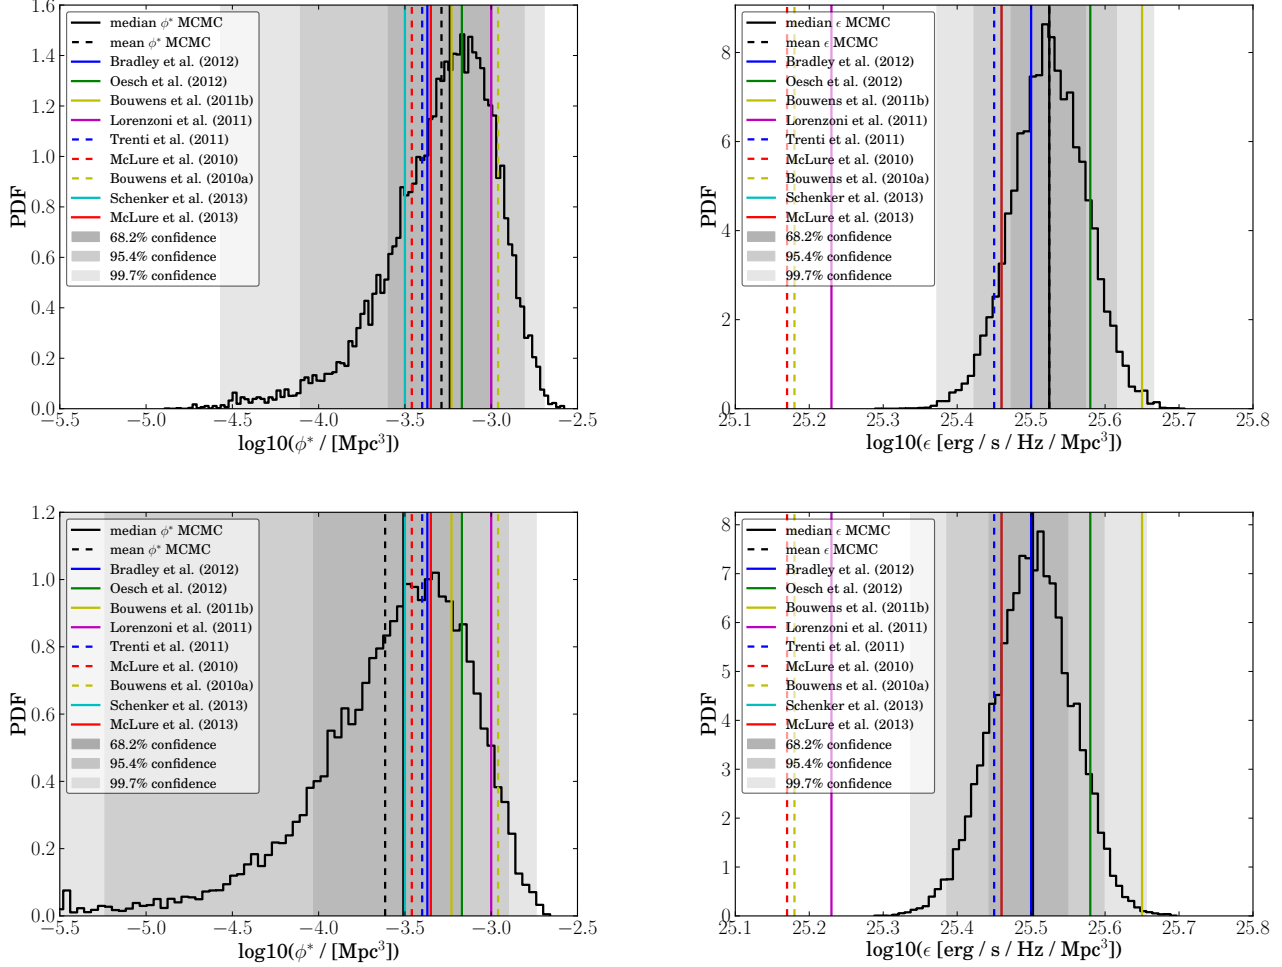 1.6
1.4
1.2
1.0
0.8
0.6
0.4
0.2
0.0
PDF
median ϕ* MCMC
mean ϕ* MCMC
Bradley et al. (2012)
Oesch et al. (2012)
Bouwens et al. (2011b)
Lorenzoni et al. (2011)
Trenti et al. (2011)
McLure et al. (2010)
Bouwens et al. (2010a)
Schenker et al. (2013)
McLure et al. (2013)
68.2% confidence
95.4% confidence
99.7% confidence
−5.5 −5.0 −4.5 −4.0 −3.5 −3.0 −2.5
log10(ϕ* / [Mpc³])
8
6
4
2
0
PDF
median ϵ MCMC
mean ϵ MCMC
Bradley et al. (2012)
Oesch et al. (2012)
Bouwens et al. (2011b)
Lorenzoni et al. (2011)
Trenti et al. (2011)
McLure et al. (2010)
Bouwens et al. (2010a)
Schenker et al. (2013)
McLure et al. (2013)
68.2% confidence
95.4% confidence
99.7% confidence
25.1 25.2 25.3 25.4 25.5 25.6 25.7 25.8
log10(ϵ [erg / s / Hz / Mpc³)
1.2
1.0
0.8
0.6
0.4
0.2
0.0
PDF
median ϕ* MCMC
mean ϕ* MCMC
Bradley et al. (2012)
Oesch et al. (2012)
Bouwens et al. (2011b)
Lorenzoni et al. (2011)
Trenti et al. (2011)
McLure et al. (2010)
Bouwens et al. (2010a)
Schenker et al. (2013)
McLure et al. (2013)
68.2% confidence
95.4% confidence
99.7% confidence
−5.5 −5.0 −4.5 −4.0 −3.5 −3.0 −2.5
log10(ϕ* / [Mpc³])
8
7
6
5
4
3
2
1
0
PDF
median ϵ MCMC
mean ϵ MCMC
Bradley et al. (2012)
Oesch et al. (2012)
Bouwens et al. (2011b)
Lorenzoni et al. (2011)
Trenti et al. (2011)
McLure et al. (2010)
Bouwens et al. (2010a)
Schenker et al. (2013)
McLure et al. (2013)
68.2% confidence
95.4% confidence
99.7% confidence
25.1 25.2 25.3 25.4 25.5 25.6 25.7 25.8
log10(ϵ [erg / s / Hz / Mpc³)